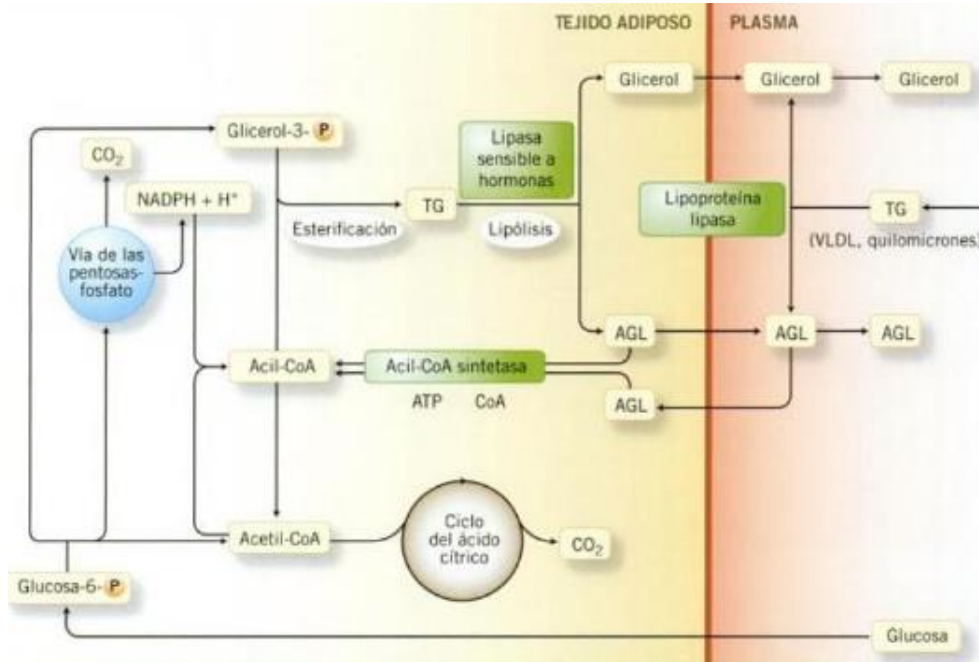 TEJIDO ADIPOSO
PLASMA
Glicerol
Glicerol
Glicerol
Glicerol-3-P
Lipasa
sensible a
hormonas
CO₂
NADPH + H⁺
TG
Lipoproteína
lipasa
TG
Esterificación
Lipólisis
(VLDL, quilomicrones)
Vía de las
pentosas-
fosfato
AGL
AGL
AGL
Acil-CoA
Acil-CoA sintetasa
ATP
CoA
AGL
Acetil-CoA
Ciclo
del ácido
cítrico
CO₂
Glucosa-6-P
Glucosa